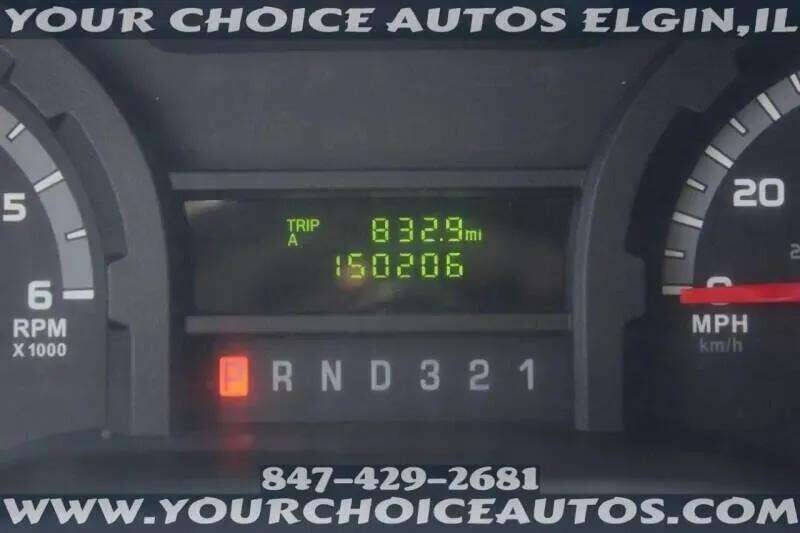 YOUR CHOICE AUTOS ELGIN,IL
5
20
TRIP A 832.9mi
150206
6
0
RPM
X1000
MPH
km/h
P R N D 3 2 1
847-429-2681
WWW.YOURCHOICEAUTOS.COM